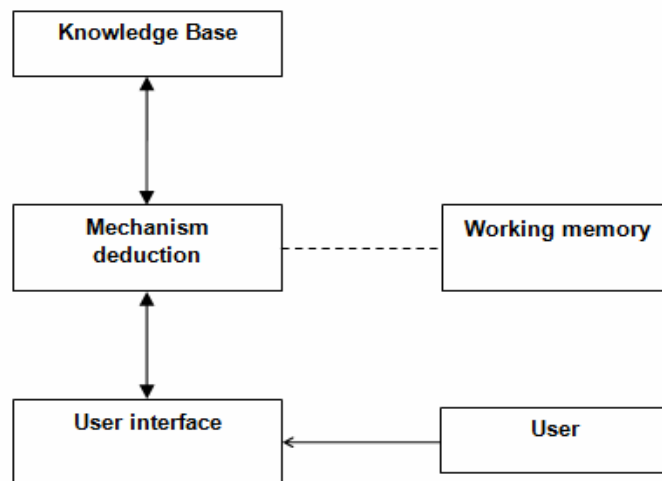 Knowledge Base
Mechanism
deduction
Working memory
User interface
User